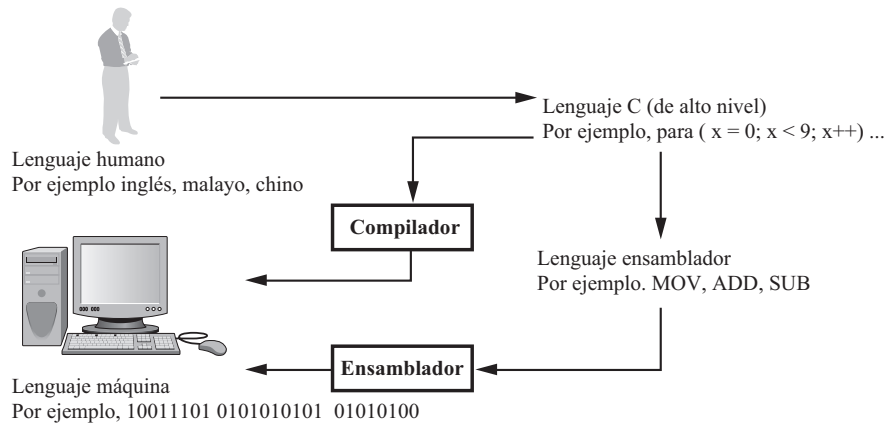 Lenguaje C (de alto nivel)
Por ejemplo, para ( x = 0; x < 9; x++) ...
Lenguaje humano
Por ejemplo inglés, malayo, chino
Compilador
Lenguaje ensamblador
Por ejemplo. MOV, ADD, SUB
Ensamblador
Lenguaje máquina
Por ejemplo, 10011101 0101010101 01010100